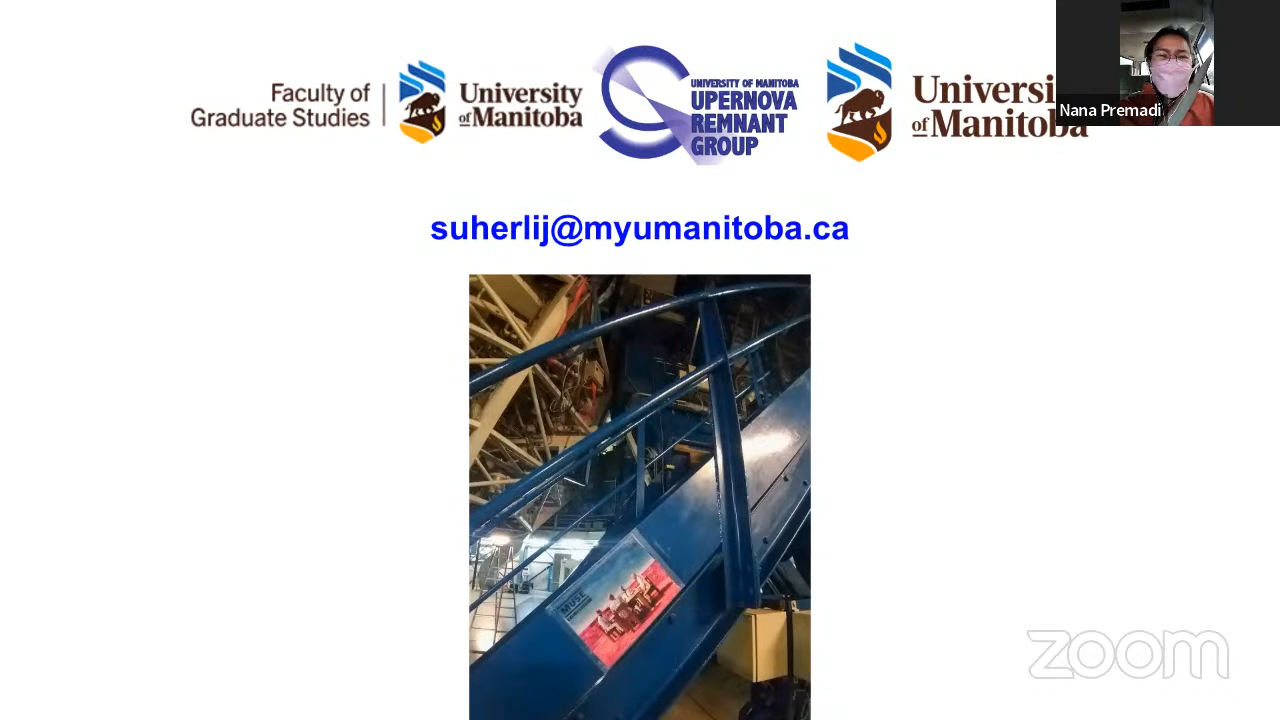 Faculty of
Graduate Studies
University
of Manitoba
UNIVERSITY OF MANITOBA
SUPERNOVA
REMNANT
GROUP
Universi
of Manitoba
Nana Premadi
suherlij@myumanitoba.ca
MUSE
zoom